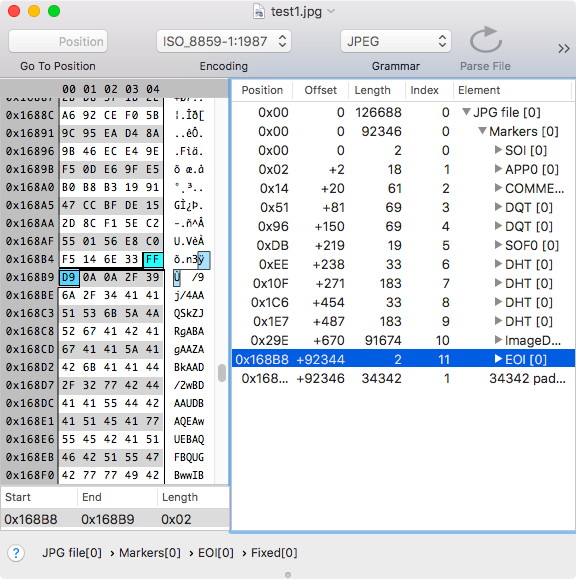 test1.jpg
Position
ISO_8859-1:1987
JPEG
Go To Position
Encoding
Grammar
Parse File
00 01 02 03 04
0x1688C A6 92 CE F0 5B ¦.Îð[
0x16891 9C 95 EA D4 8A ..êÔ.
0x16896 9B 46 EC E4 9E .Fìä.
0x1689B F5 0D E6 9F E5 õ æ.å
0x168A0 B0 B8 B3 19 91 °¸³..
0x168A5 47 CC BF DE 15 GÌ¿Þ.
0x168AA 2D 8C F1 5E C2 -.ñ^Â
0x168AF 55 01 56 E8 C0 U.VèÀ
0x168B4 F5 14 6E 33 FF õ.n3ÿ
0x168B9 D9 0A 0A 2F 39 Ù /9
0x168BE 6A 2F 34 41 41 j/4AA
0x168C3 51 53 6B 5A 4A QSkZJ
0x168C8 52 67 41 42 41 RgABA
0x168CD 67 41 41 5A 41 gAAZA
0x168D2 42 6B 41 41 44 BkAAD
0x168D7 2F 32 77 42 44 /2wBD
0x168DC 41 41 55 44 42 AAUDB
0x168E1 41 51 45 41 77 AQEAw
0x168E6 55 45 42 41 51 UEBAQ
0x168EB 46 42 51 55 47 FBQUG
0x168F0 42 77 77 49 42 BwwIB
Start End Length
0x168B8 0x168B9 0x02
Position Offset Length Index Element
0x00 0 126688 0 JPG file [0]
0x00 0 92346 0 Markers [0]
0x00 0 2 0 SOI [0]
0x02 +2 18 1 APP0 [0]
0x14 +20 61 2 COMME...
0x51 +81 69 3 DQT [0]
0x96 +150 69 4 DQT [0]
0xDB +219 19 5 SOF0 [0]
0xEE +238 33 6 DHT [0]
0x10F +271 183 7 DHT [0]
0x1C6 +454 33 8 DHT [0]
0x1E7 +487 183 9 DHT [0]
0x29E +670 91674 10 ImageD...
0x168B8 +92344 2 11 EOI [0]
0x168... +92346 34342 1 34342 pad...
? JPG file[0] › Markers[0] › EOI[0] › Fixed[0]